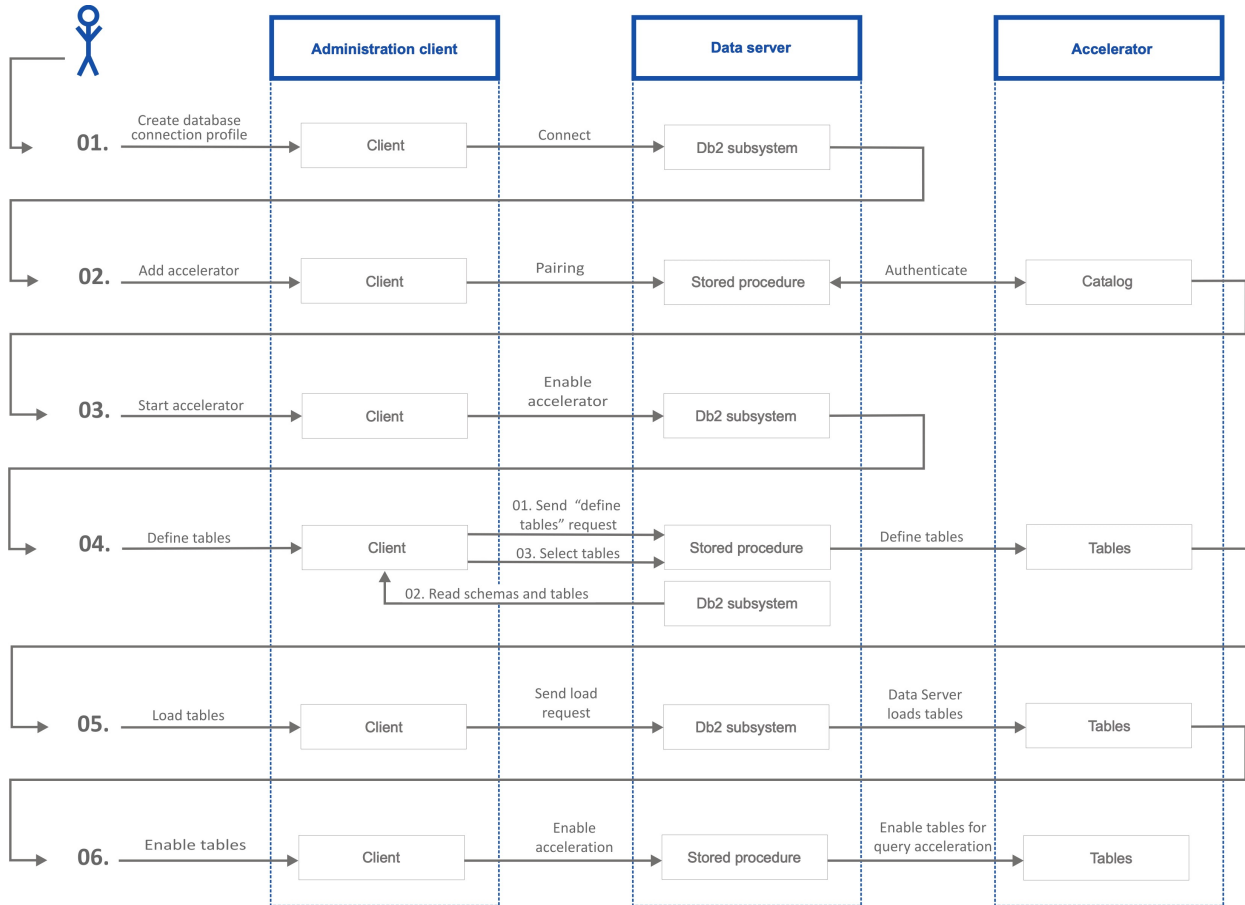 Administration client
Data server
Accelerator
Create database
connection profile
01.
Client
Connect
Db2 subsystem
02.
Add accelerator
Client
Pairing
Stored procedure
Authenticate
Catalog
03.
Start accelerator
Client
Enable
accelerator
Db2 subsystem
04.
Define tables
Client
01. Send “define
tables” request
03. Select tables
Stored procedure
Define tables
Tables
02. Read schemas and tables
Db2 subsystem
05.
Load tables
Client
Send load
request
Db2 subsystem
Data Server
loads tables
Tables
06.
Enable tables
Client
Enable
acceleration
Stored procedure
Enable tables for
query acceleration
Tables